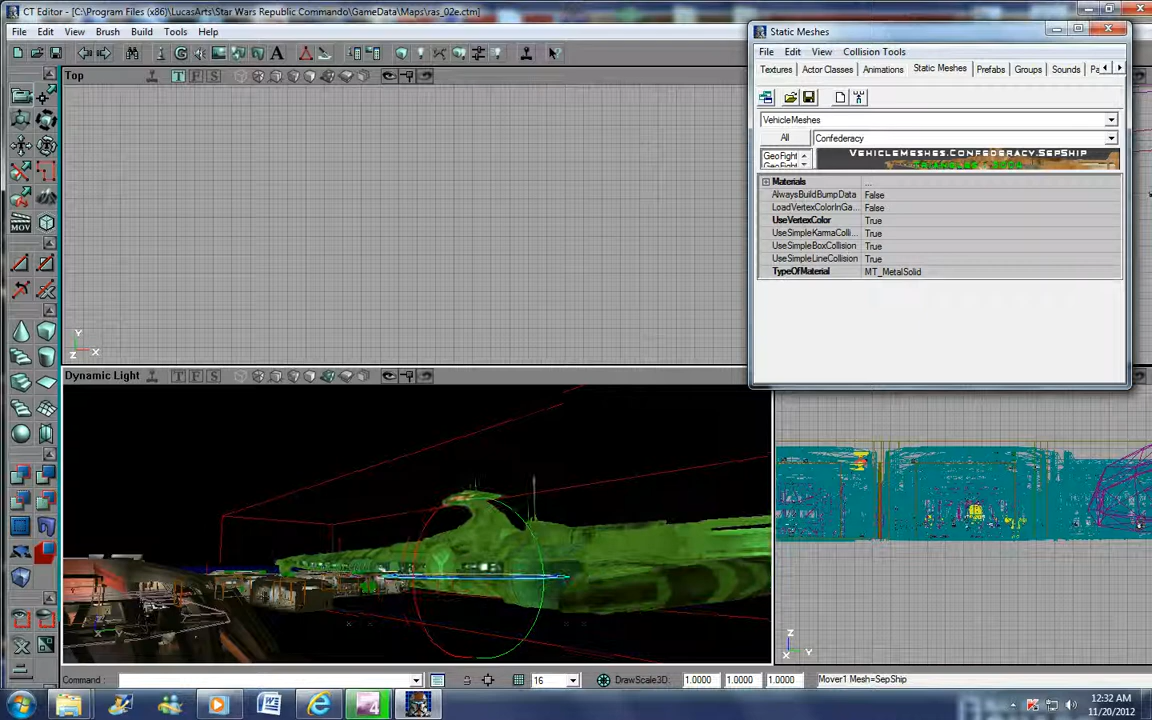 CT Editor - [C:\Program Files (x86)\LucasArts\Star Wars Republic Commando\GameData\Maps\ras_02e.ctm]
File Edit View Brush Build Tools Help
Top
T F S
Y
Z X
MOV
Dynamic Light
T F S
Static Meshes
File Edit View Collision Tools
Textures Actor Classes Animations Static Meshes Prefabs Groups Sounds Pa
VehicleMeshes
All Confederacy
GeoFight
VEHICLEMESHES.CONFEDERACY.SEPSHIP
Materials ...
AlwaysBuildBumpData False
LoadVertexColorInGa... False
UseVertexColor True
UseSimpleKarmaColli... True
UseSimpleBoxCollision True
UseSimpleLineCollision True
TypeOfMaterial MT_MetalSolid
Z
X Y
Command : 16 DrawScale3D: 1.0000 1.0000 1.0000 Mover1 Mesh=SepShip
12:32 AM
11/20/2012